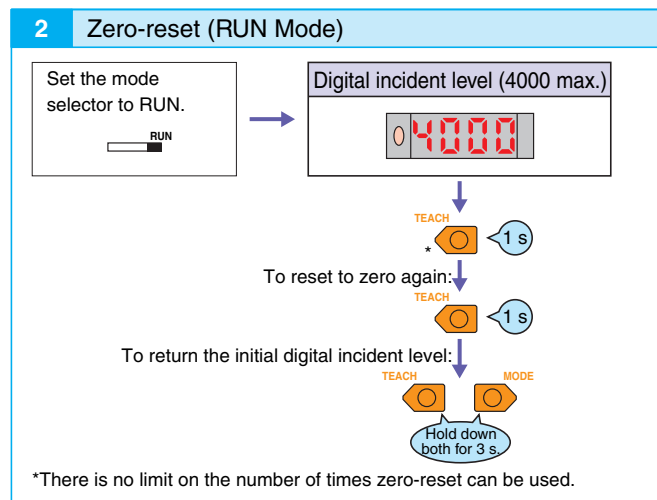 2 Zero-reset (RUN Mode)
Set the mode
selector to RUN.
RUN
Digital incident level (4000 max.)
4000
TEACH
* 1 s
To reset to zero again:
TEACH
1 s
To return the initial digital incident level:
TEACH MODE
Hold down
both for 3 s.
*There is no limit on the number of times zero-reset can be used.